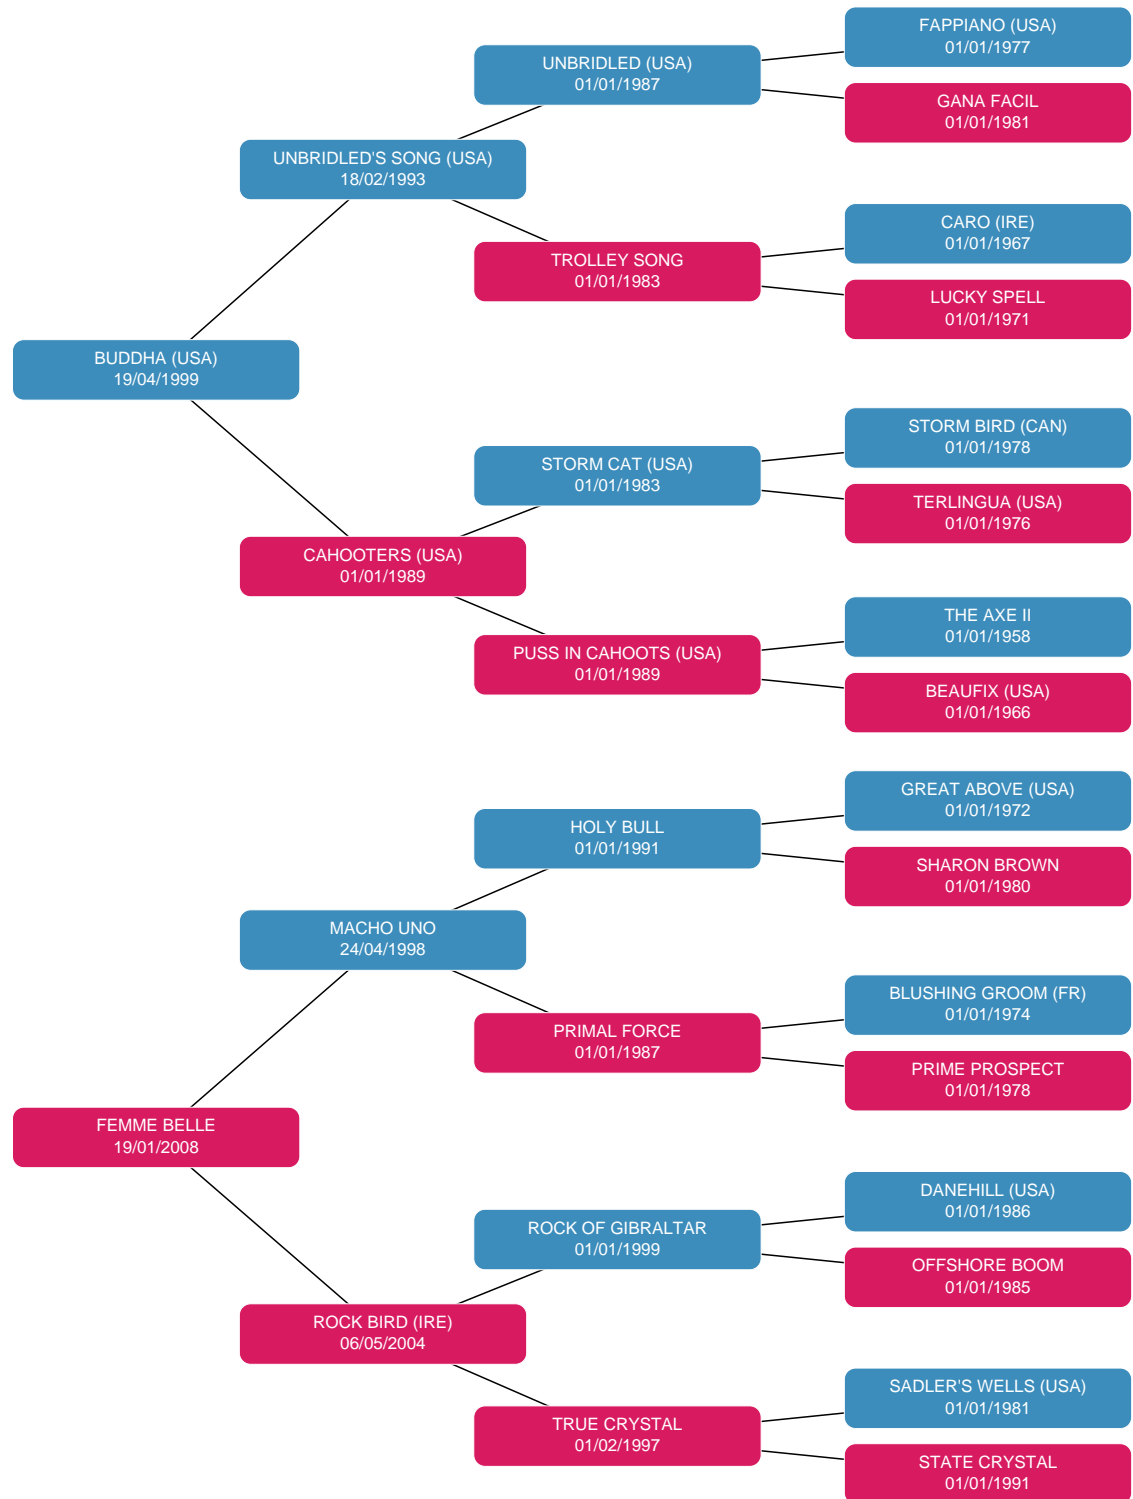 FAPPIANO (USA)
01/01/1977
UNBRIDLED (USA)
01/01/1987
GANA FACIL
01/01/1981
UNBRIDLED'S SONG (USA)
18/02/1993
CARO (IRE)
01/01/1967
TROLLEY SONG
01/01/1983
LUCKY SPELL
01/01/1971
BUDDHA (USA)
19/04/1999
STORM BIRD (CAN)
01/01/1978
STORM CAT (USA)
01/01/1983
TERLINGUA (USA)
01/01/1976
CAHOOTERS (USA)
01/01/1989
THE AXE II
01/01/1958
PUSS IN CAHOOTS (USA)
01/01/1989
BEAUFIX (USA)
01/01/1966
GREAT ABOVE (USA)
01/01/1972
HOLY BULL
01/01/1991
SHARON BROWN
01/01/1980
MACHO UNO
24/04/1998
BLUSHING GROOM (FR)
01/01/1974
PRIMAL FORCE
01/01/1987
PRIME PROSPECT
01/01/1978
FEMME BELLE
19/01/2008
DANEHILL (USA)
01/01/1986
ROCK OF GIBRALTAR
01/01/1999
OFFSHORE BOOM
01/01/1985
ROCK BIRD (IRE)
06/05/2004
SADLER'S WELLS (USA)
01/01/1981
TRUE CRYSTAL
01/02/1997
STATE CRYSTAL
01/01/1991